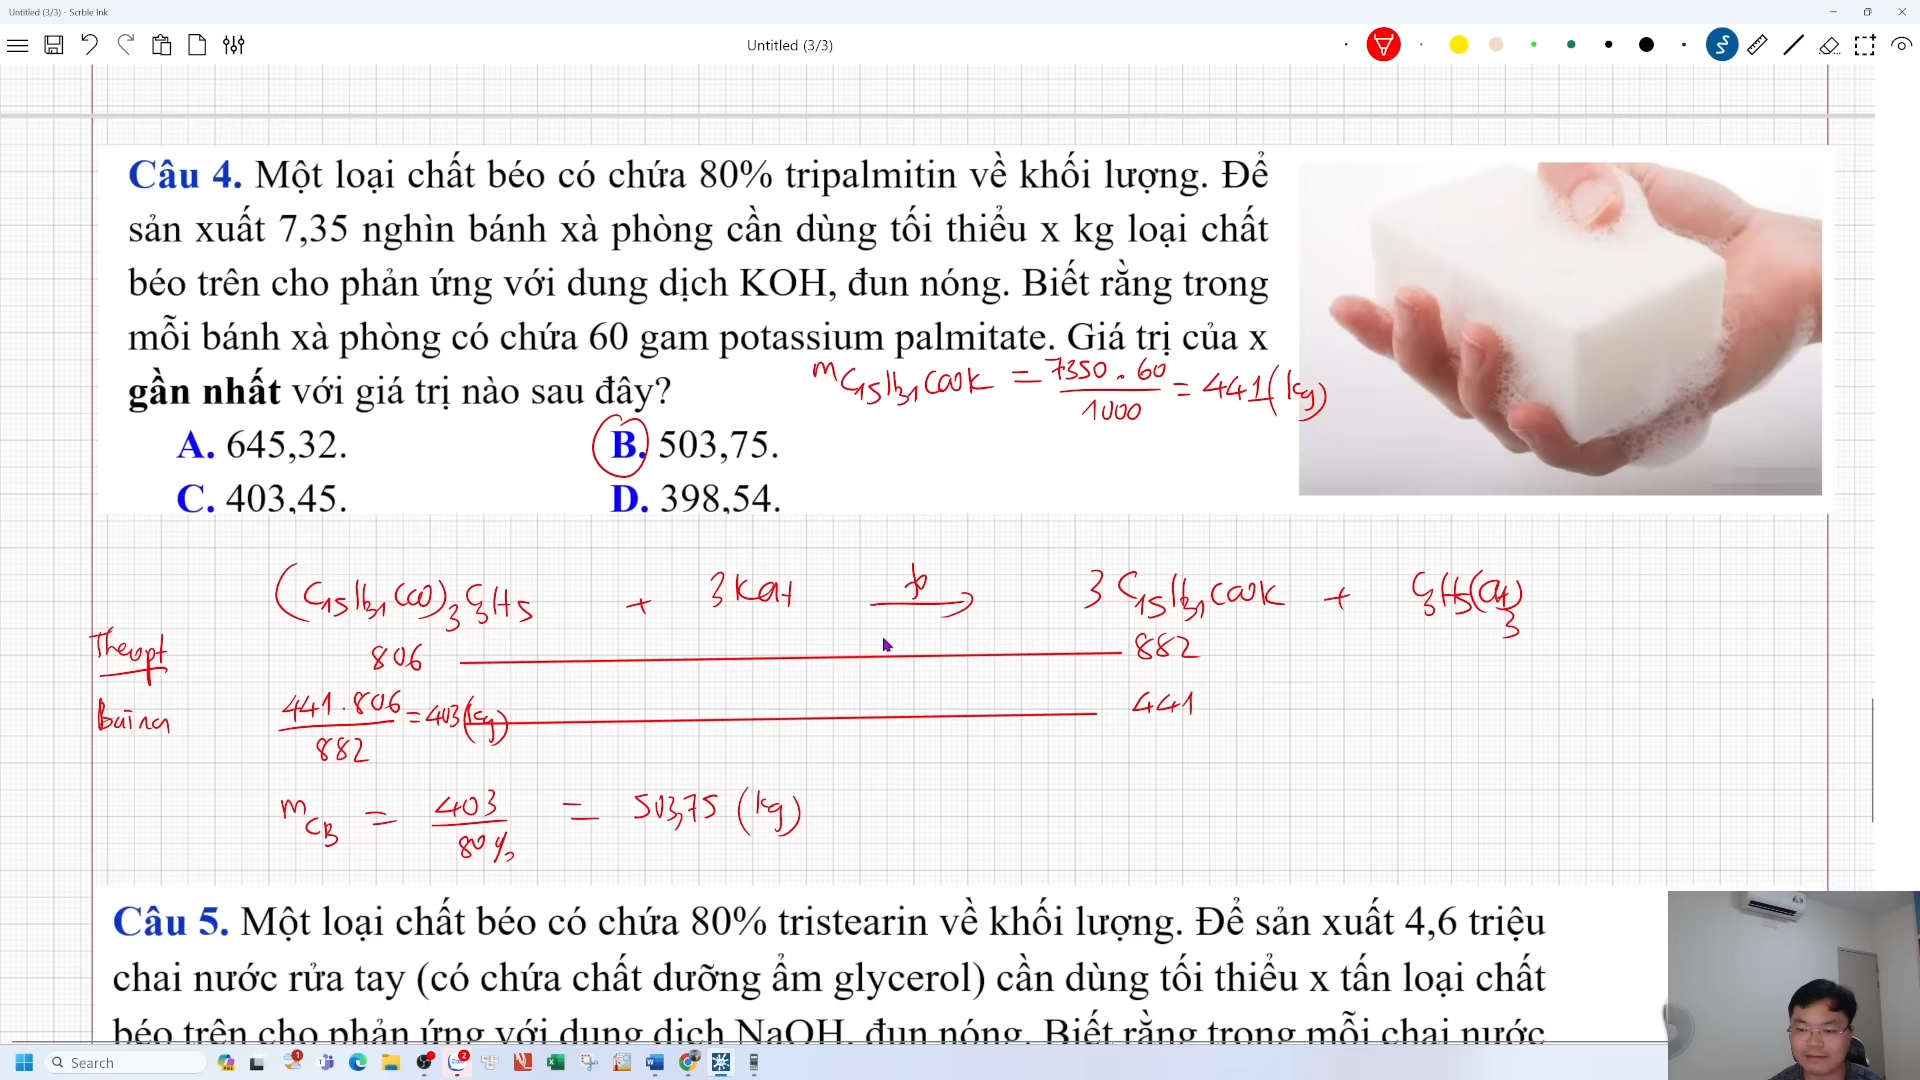 Untitled (3/3) - Scrble Ink
Untitled (3/3)
Câu 4. Một loại chất béo có chứa 80% tripalmitin về khối lượng. Để
sản xuất 7,35 nghìn bánh xà phòng cần dùng tối thiểu x kg loại chất
béo trên cho phản ứng với dung dịch KOH, đun nóng. Biết rằng trong
mỗi bánh xà phòng có chứa 60 gam potassium palmitate. Giá trị của x
gần nhất với giá trị nào sau đây?
m C15H31COOK = 7350 . 60 / 1000 = 441 (kg)
A. 645,32. B. 503,75.
C. 403,45. D. 398,54.
(C15H31COO)3C3H5 + 3KOH t° → 3C15H31COOK + C3H5(OH)3
Theo pt 806 882
Bài ra 441 . 806 / 882 = 403 (kg) 441
m CB = 403 / 80% = 503,75 (kg)
Câu 5. Một loại chất béo có chứa 80% tristearin về khối lượng. Để sản xuất 4,6 triệu
chai nước rửa tay (có chứa chất dưỡng ẩm glycerol) cần dùng tối thiểu x tấn loại chất
béo trên cho phản ứng với dung dịch NaOH, đun nóng. Biết rằng trong mỗi chai nước
Search